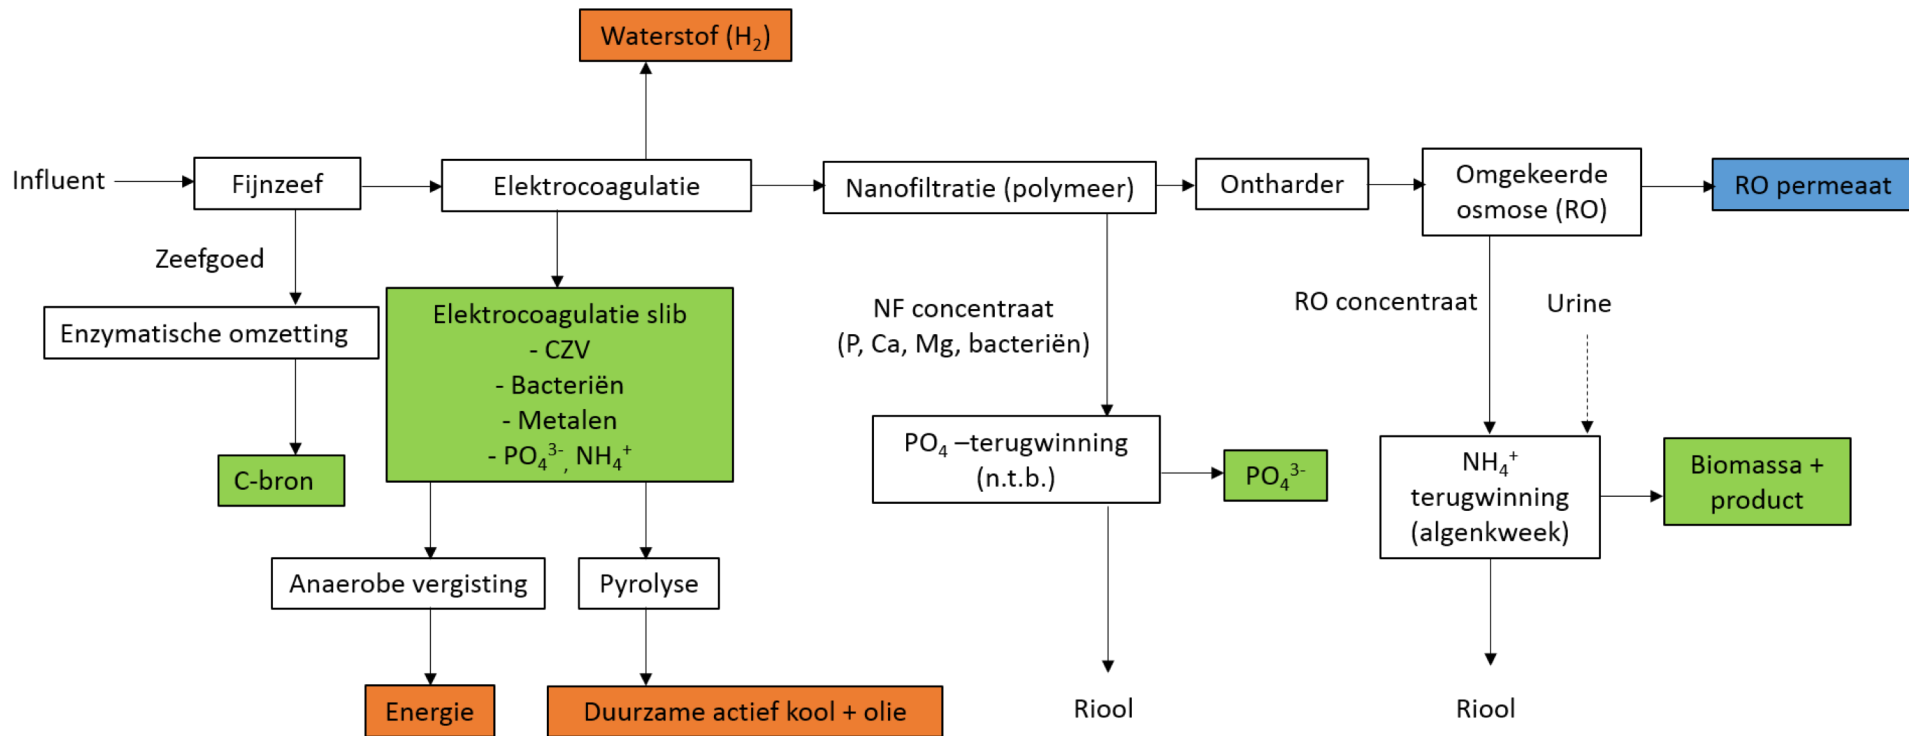 Waterstof (H₂)
Influent
Fijnzeef
Elektrocoagulatie
Nanofiltratie (polymeer)
Ontharder
Omgekeerde
osmose (RO)
RO permeaat
Zeefgoed
Enzymatische omzetting
C-bron
Elektrocoagulatie slib
- CZV
- Bacteriën
- Metalen
- PO₄³⁻, NH₄⁺
Anaerobe vergisting
Pyrolyse
Energie
Duurzame actief kool + olie
NF concentraat
(P, Ca, Mg, bacteriën)
PO₄ –terugwinning
(n.t.b.)
PO₄³⁻
Riool
RO concentraat
Urine
NH₄⁺
terugwinning
(algenkweek)
Biomassa +
product
Riool